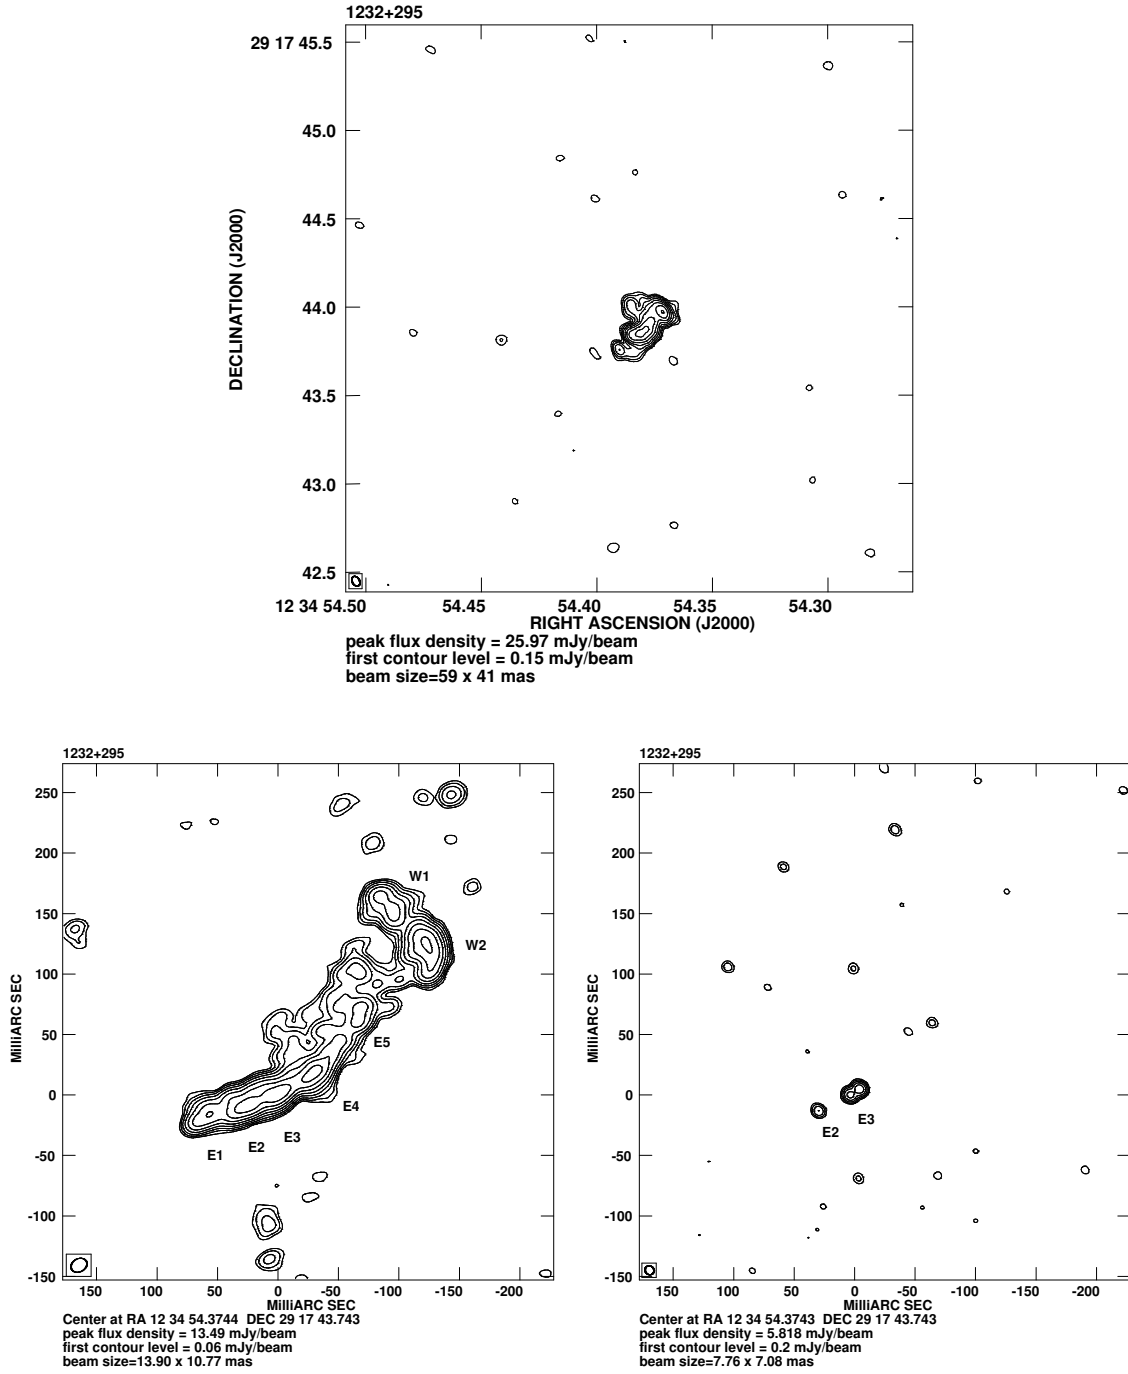 1232+295
29 17 45.5
45.0
44.5
44.0
43.5
43.0
42.5
DECLINATION (J2000)
12 34 54.50 54.45 54.40 54.35 54.30
RIGHT ASCENSION (J2000)
peak flux density = 25.97 mJy/beam
first contour level = 0.15 mJy/beam
beam size=59 x 41 mas
1232+295
250
200
150
100
50
0
-50
-100
-150
MilliARC SEC
W1
W2
E5
E4
E3
E2
E1
150 100 50 0 -50 -100 -150 -200
MilliARC SEC
Center at RA 12 34 54.3744 DEC 29 17 43.743
peak flux density = 13.49 mJy/beam
first contour level = 0.06 mJy/beam
beam size=13.90 x 10.77 mas
1232+295
250
200
150
100
50
0
-50
-100
-150
MilliARC SEC
E2 E3
150 100 50 0 -50 -100 -150 -200
MilliARC SEC
Center at RA 12 34 54.3743 DEC 29 17 43.743
peak flux density = 5.818 mJy/beam
first contour level = 0.2 mJy/beam
beam size=7.76 x 7.08 mas